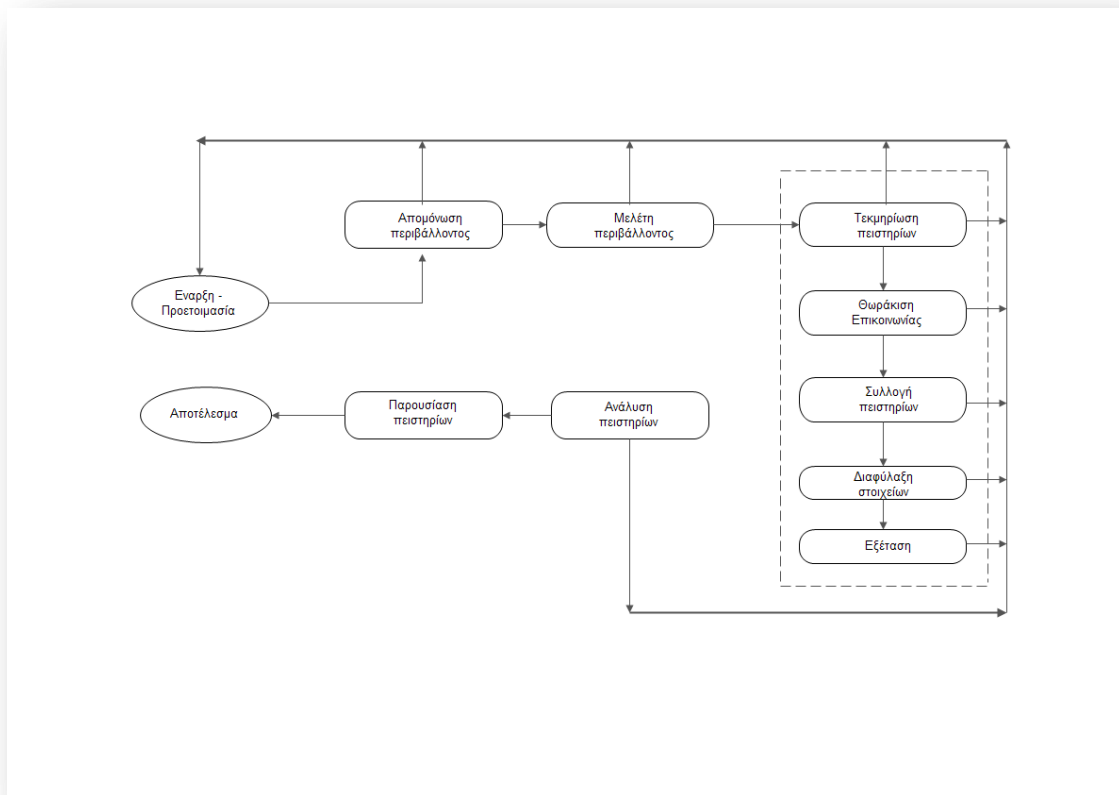 Απομόνωση
περιβάλλοντος
Μελέτη
περιβάλλοντος
Τεκμηρίωση
πειστηρίων
Εναρξη -
Προετοιμασία
Θωράκιση
Επικοινωνίας
Συλλογή
πειστηρίων
Διαφύλαξη
στοιχείων
Εξέταση
Ανάλυση
πειστηρίων
Παρουσίαση
πειστηρίων
Αποτέλεσμα